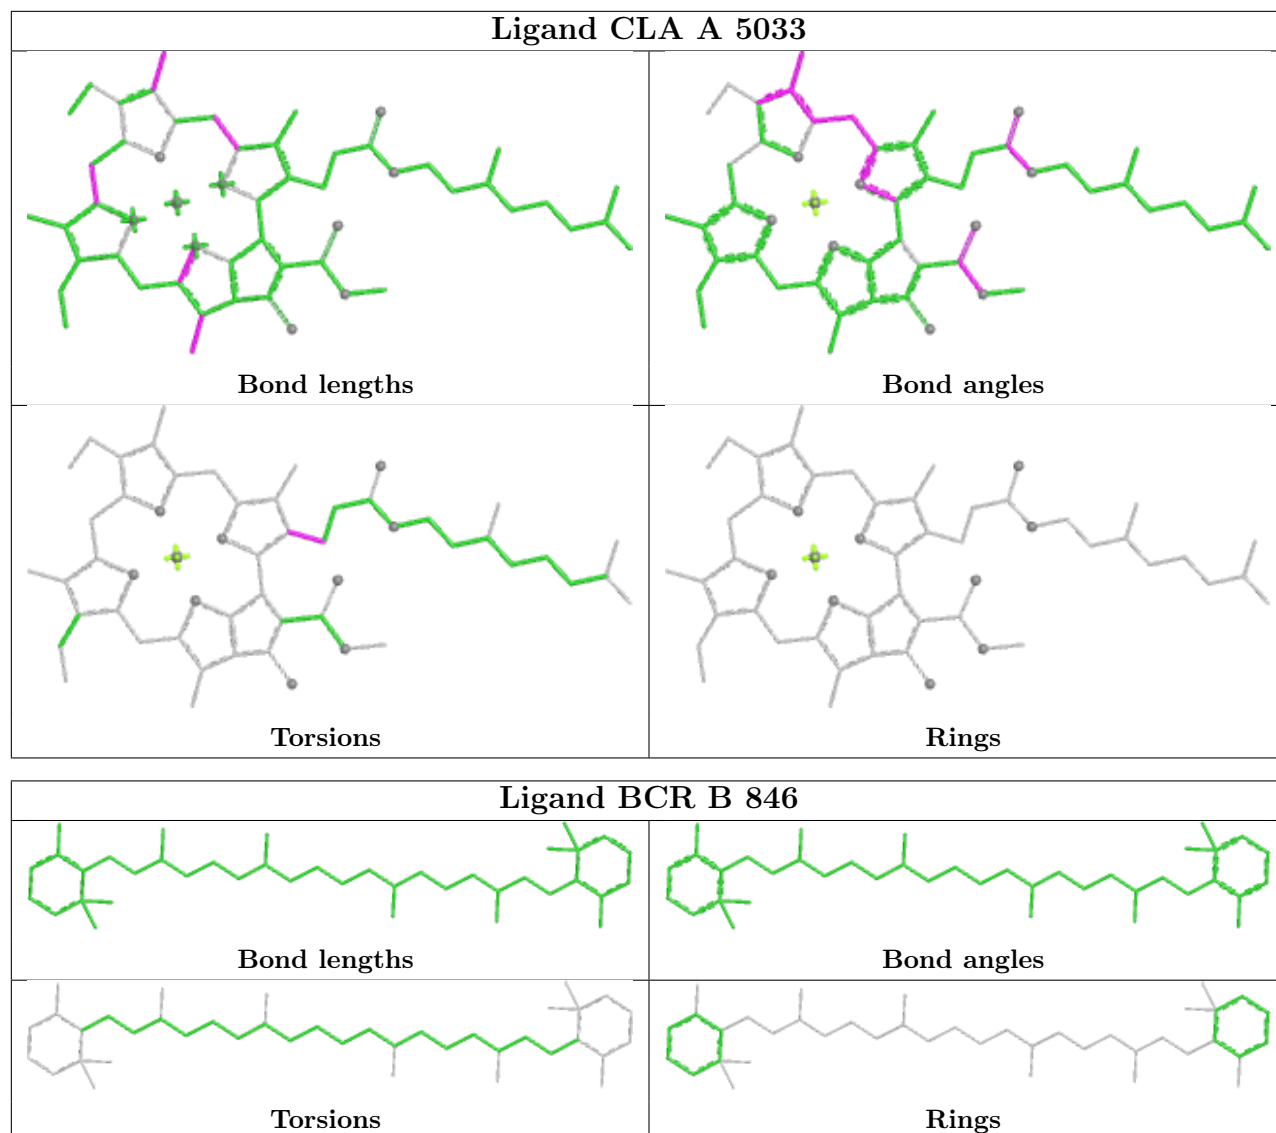 Ligand CLA A 5033
Bond lengths
Bond angles
Torsions
Rings
Ligand BCR B 846
Bond lengths
Bond angles
Torsions
Rings